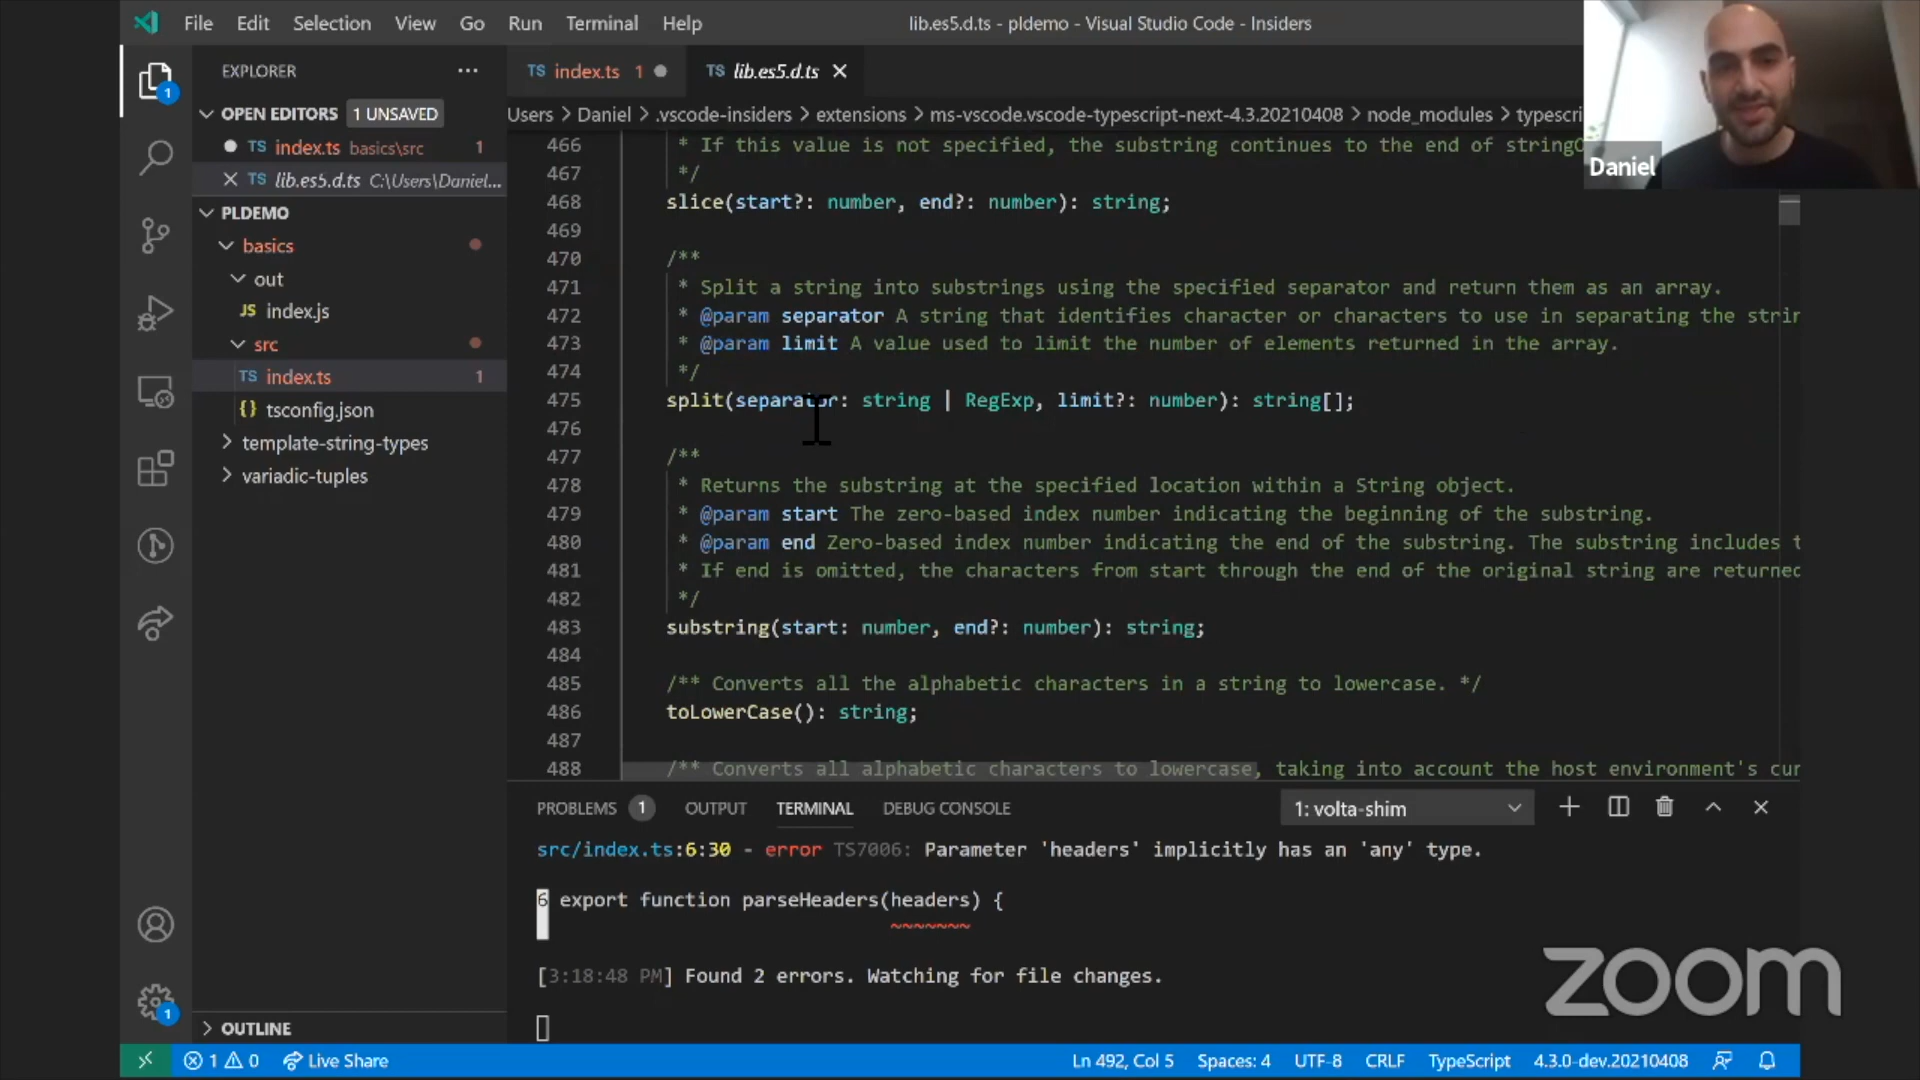 File Edit Selection View Go Run Terminal Help
lib.es5.d.ts - pldemo - Visual Studio Code - Insiders
EXPLORER ...
TS index.ts 1
TS lib.es5.d.ts
OPEN EDITORS 1 UNSAVED
TS index.ts basics\src 1
TS lib.es5.d.ts C:\Users\Daniel...
PLDEMO
basics
out
JS index.js
src
TS index.ts 1
{} tsconfig.json
template-string-types
variadic-tuples
OUTLINE
1
1
Users > Daniel > .vscode-insiders > extensions > ms-vscode.vscode-typescript-next-4.3.20210408 > node_modules > typescri
466 * If this value is not specified, the substring continues to the end of string
467 */
468 slice(start?: number, end?: number): string;
469
470 /**
471 * Split a string into substrings using the specified separator and return them as an array.
472 * @param separator A string that identifies character or characters to use in separating the strin
473 * @param limit A value used to limit the number of elements returned in the array.
474 */
475 split(separator: string | RegExp, limit?: number): string[];
476
477 /**
478 * Returns the substring at the specified location within a String object.
479 * @param start The zero-based index number indicating the beginning of the substring.
480 * @param end Zero-based index number indicating the end of the substring. The substring includes t
481 * If end is omitted, the characters from start through the end of the original string are returned
482 */
483 substring(start: number, end?: number): string;
484
485 /** Converts all the alphabetic characters in a string to lowercase. */
486 toLowerCase(): string;
487
488 /** Converts all alphabetic characters to lowercase, taking into account the host environment's cur
PROBLEMS 1 OUTPUT TERMINAL DEBUG CONSOLE 1: volta-shim
src/index.ts:6:30 - error TS7006: Parameter 'headers' implicitly has an 'any' type.
6 export function parseHeaders(headers) {
~~~~~~~
[3:18:48 PM] Found 2 errors. Watching for file changes.
1 0 Live Share
Ln 492, Col 5 Spaces: 4 UTF-8 CRLF TypeScript 4.3.0-dev.20210408
Daniel
zoom